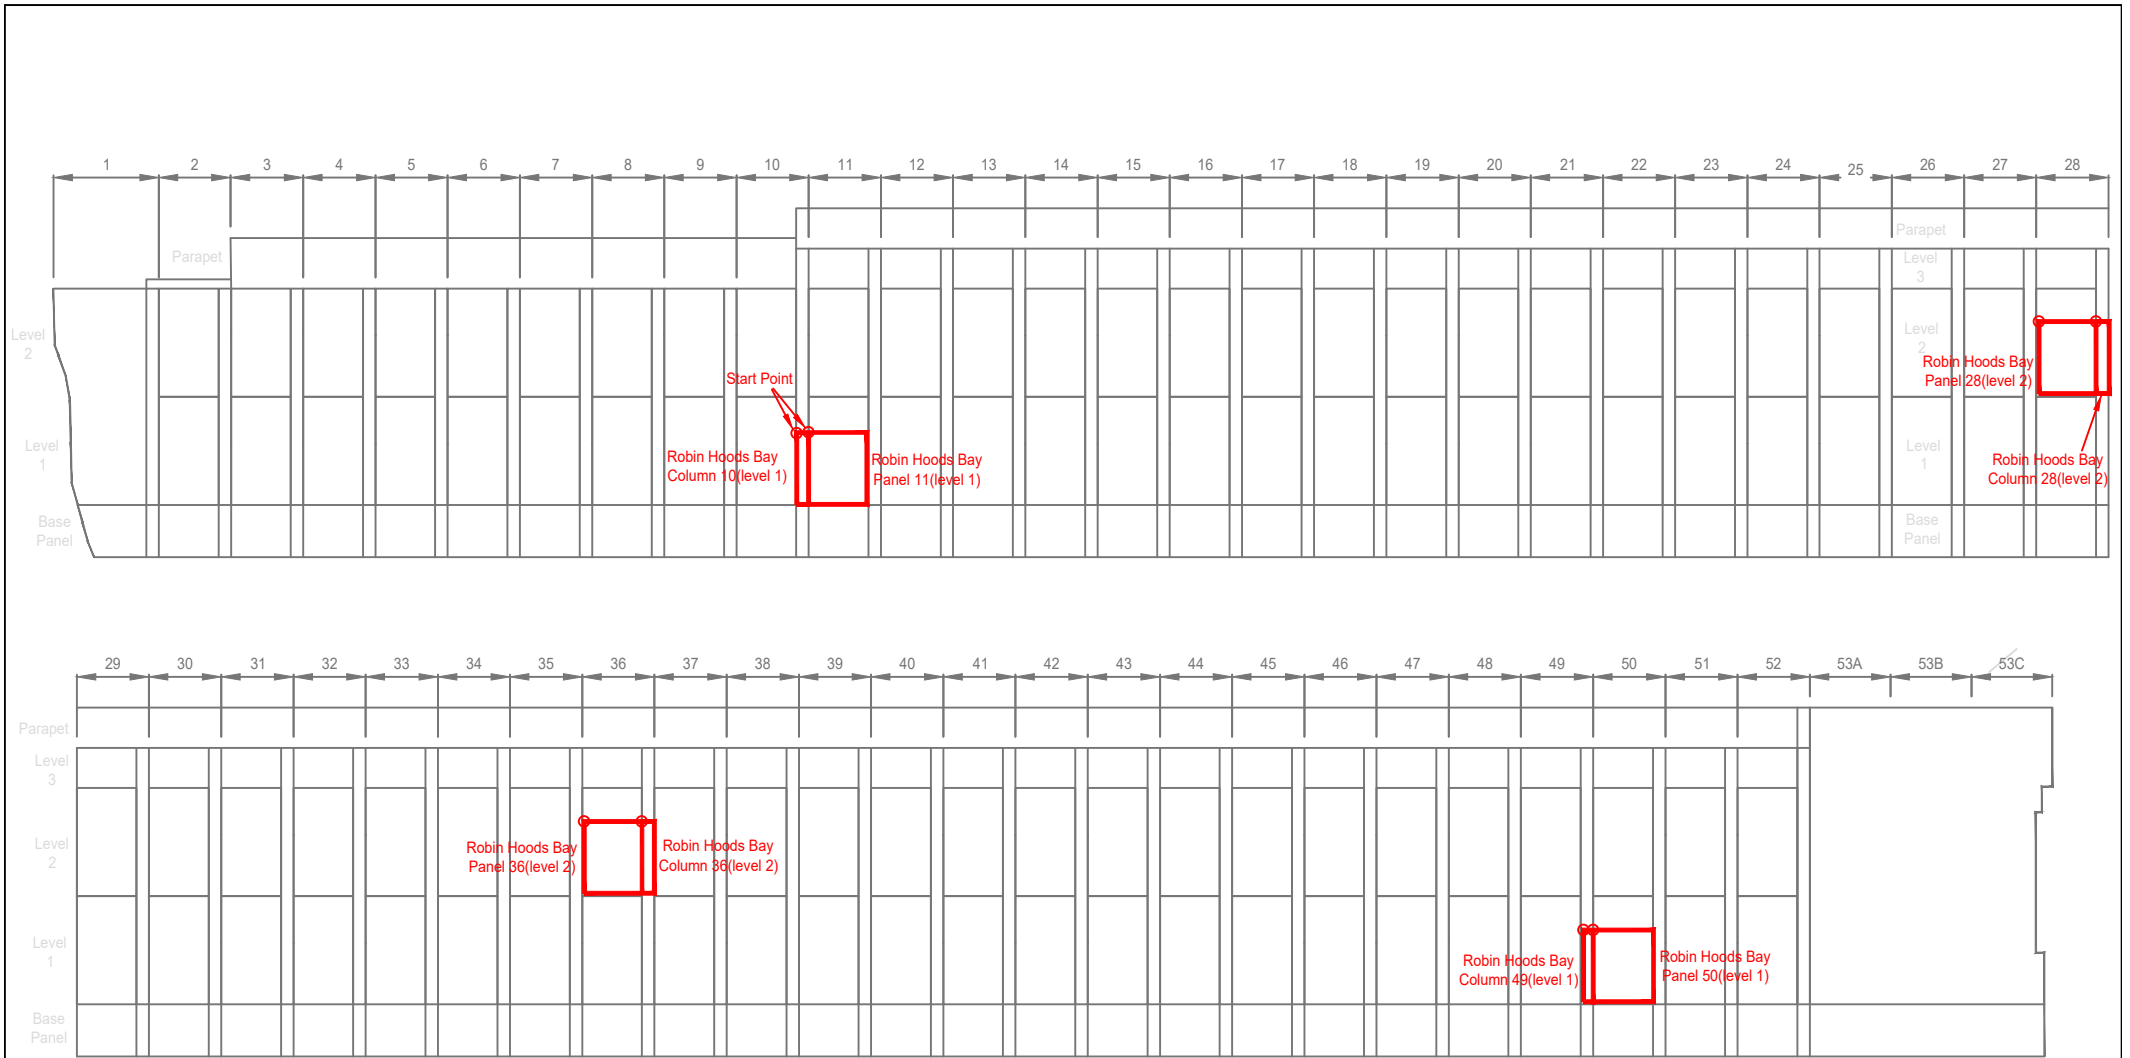 1 2 3 4 5 6 7 8 9 10 11 12 13 14 15 16 17 18 19 20 21 22 23 24 25 26 27 28
Parapet
Parapet
Level
3
Level
2
Level
2
Robin Hoods Bay
Panel 28(level 2)
Start Point
Level
1
Robin Hoods Bay
Column 10(level 1)
Robin Hoods Bay
Panel 11(level 1)
Level
1
Robin Hoods Bay
Column 28(level 2)
Base
Panel
Base
Panel
29 30 31 32 33 34 35 36 37 38 39 40 41 42 43 44 45 46 47 48 49 50 51 52 53A 53B 53C
Parapet
Level
3
Level
2
Robin Hoods Bay
Panel 36(level 2)
Robin Hoods Bay
Column 36(level 2)
Level
1
Robin Hoods Bay
Column 49(level 1)
Robin Hoods Bay
Panel 50(level 1)
Base
Panel